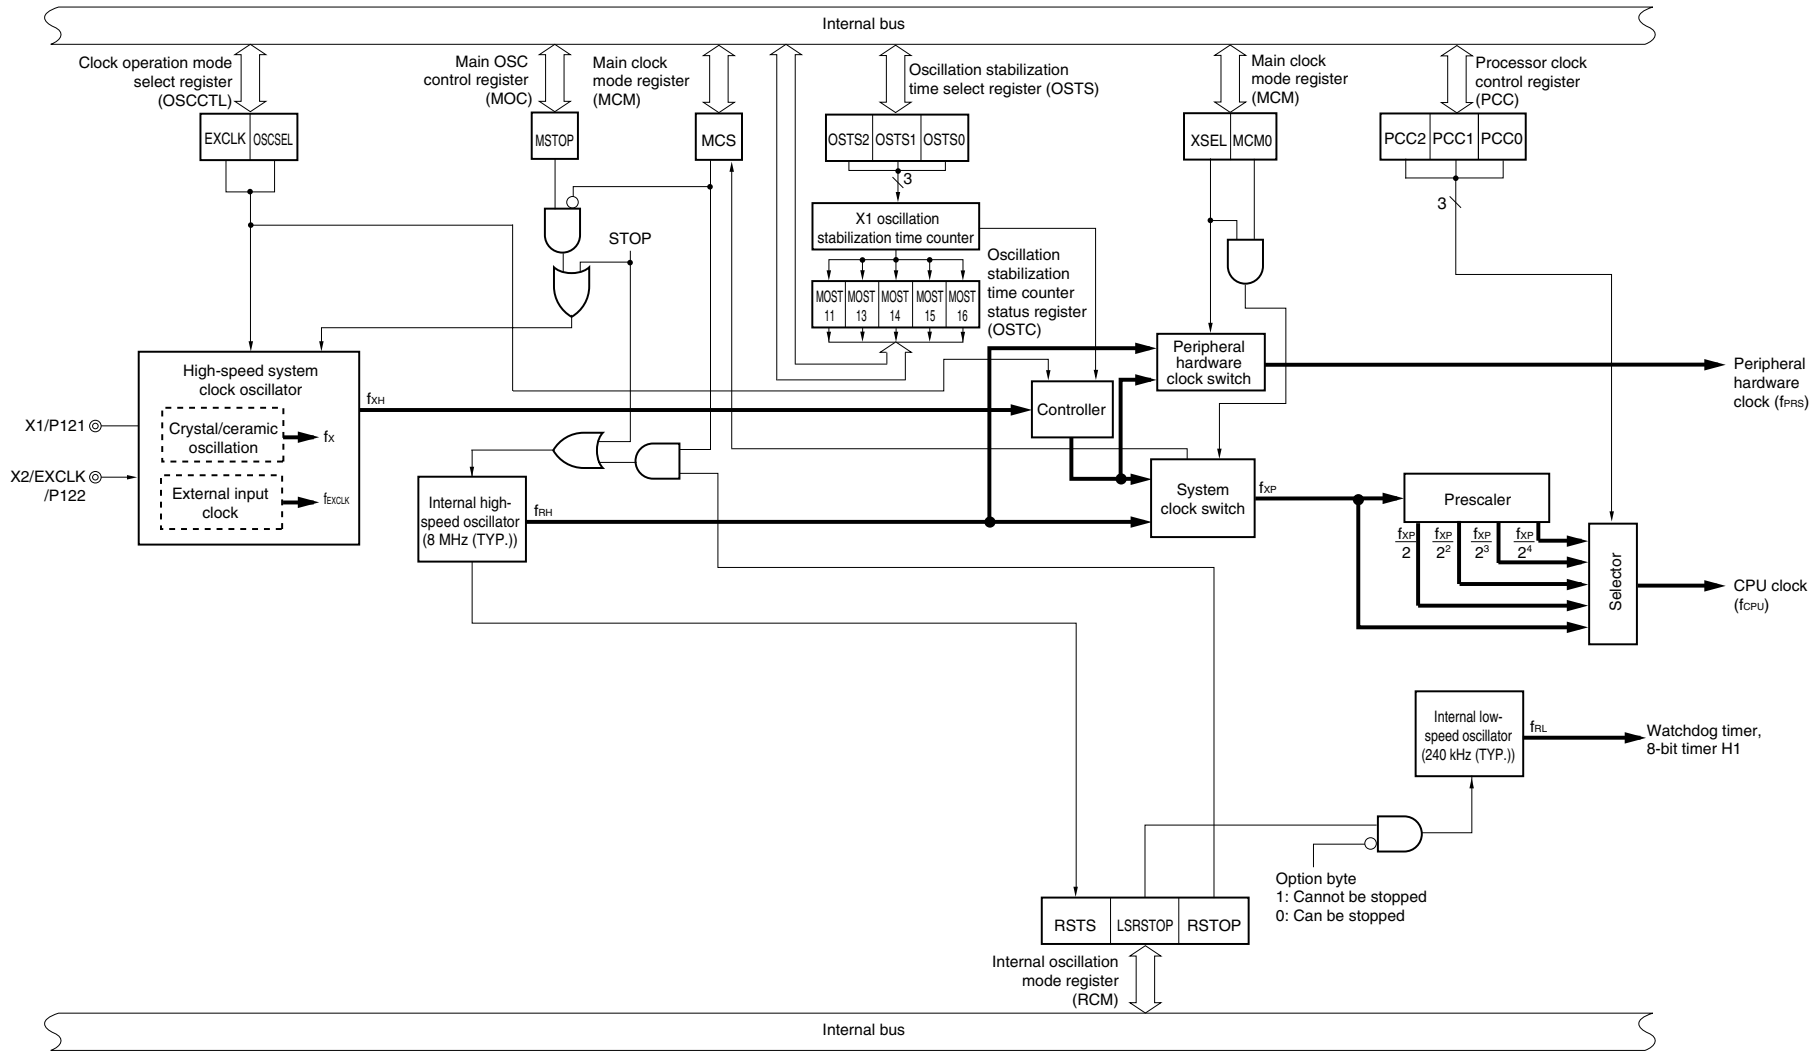 Internal bus
Clock operation mode
select register
(OSCCTL)
Main OSC
control register
(MOC)
Main clock
mode register
(MCM)
Oscillation stabilization
time select register (OSTS)
Main clock
mode register
(MCM)
Processor clock
control register
(PCC)
EXCLK OSCSEL
MSTOP
MCS
OSTS2 OSTS1 OSTS0
XSEL MCM0
PCC2 PCC1 PCC0
3
3
X1 oscillation
stabilization time counter
STOP
Oscillation
stabilization
time counter
status register
(OSTC)
MOST MOST MOST MOST MOST
11 13 14 15 16
High-speed system
clock oscillator
Crystal/ceramic
oscillation
fX
External input
clock
fEXCLK
X1/P121
X2/EXCLK
/P122
fXH
Controller
Peripheral
hardware
clock switch
Peripheral
hardware
clock (fPRS)
Internal high-
speed oscillator
(8 MHz (TYP.))
fRH
System
clock switch
fXP
Prescaler
fXP fXP fXP fXP
2 2² 2³ 2⁴
Selector
CPU clock
(fCPU)
Internal low-
speed oscillator
(240 kHz (TYP.))
fRL
Watchdog timer,
8-bit timer H1
Option byte
1: Cannot be stopped
0: Can be stopped
RSTS LSRSTOP RSTOP
Internal oscillation
mode register
(RCM)
Internal bus